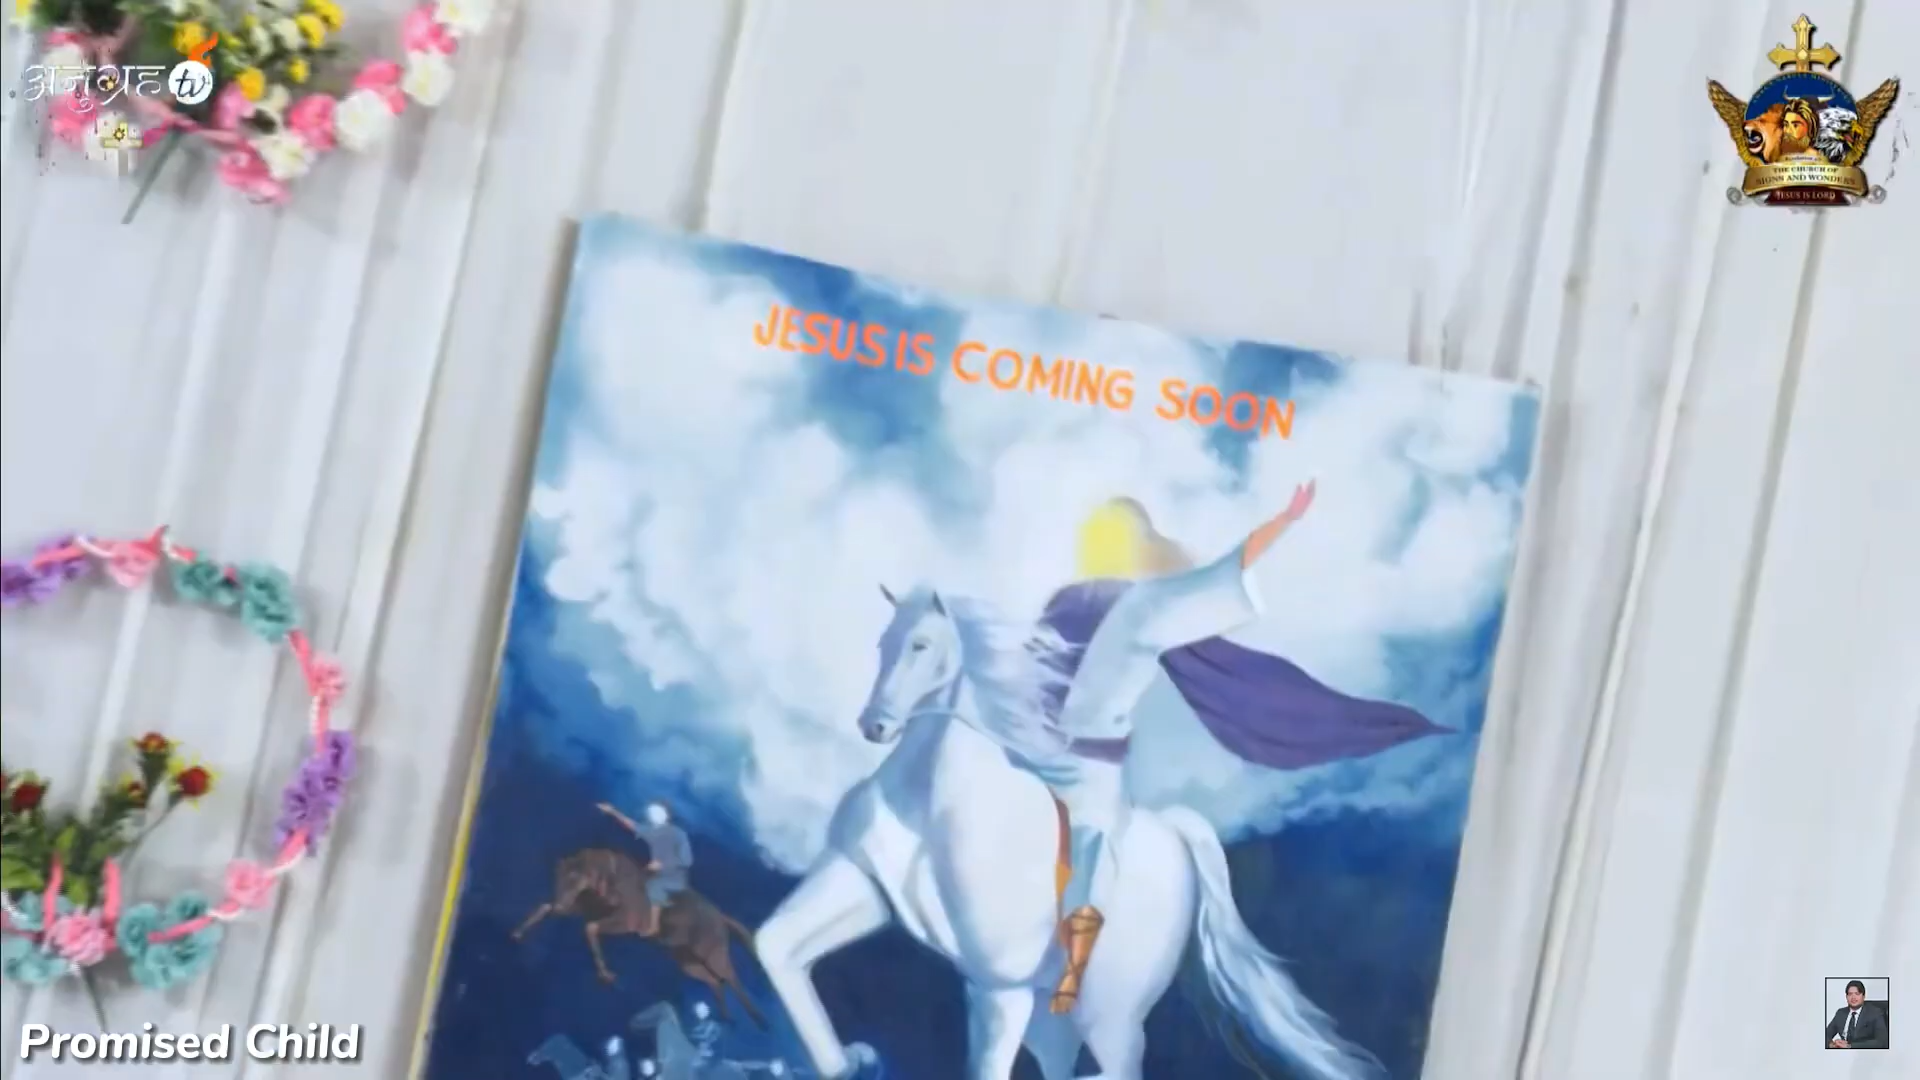 अनुग्रह tv
THE CHURCH OF
SIGNS AND WONDERS
JESUS IS LORD
JESUS IS COMING SOON
Promised Child